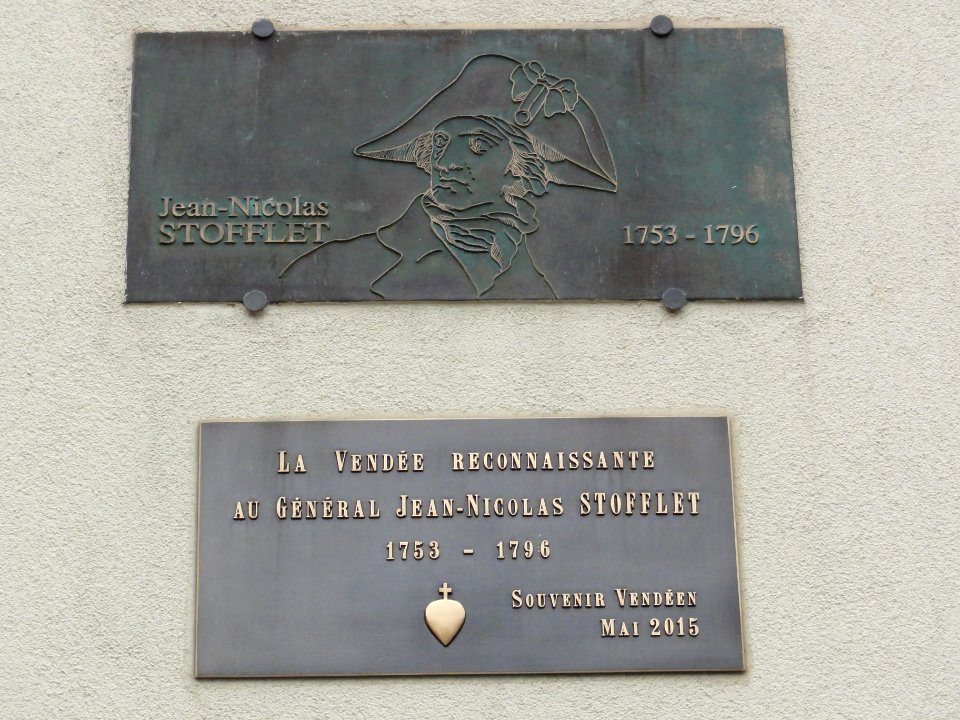 Jean-Nicolas
STOFFLET
1753 - 1796
LA VENDÉE RECONNAISSANTE
AU GÉNÉRAL JEAN-NICOLAS STOFFLET
1753 - 1796
SOUVENIR VENDÉEN
MAI 2015